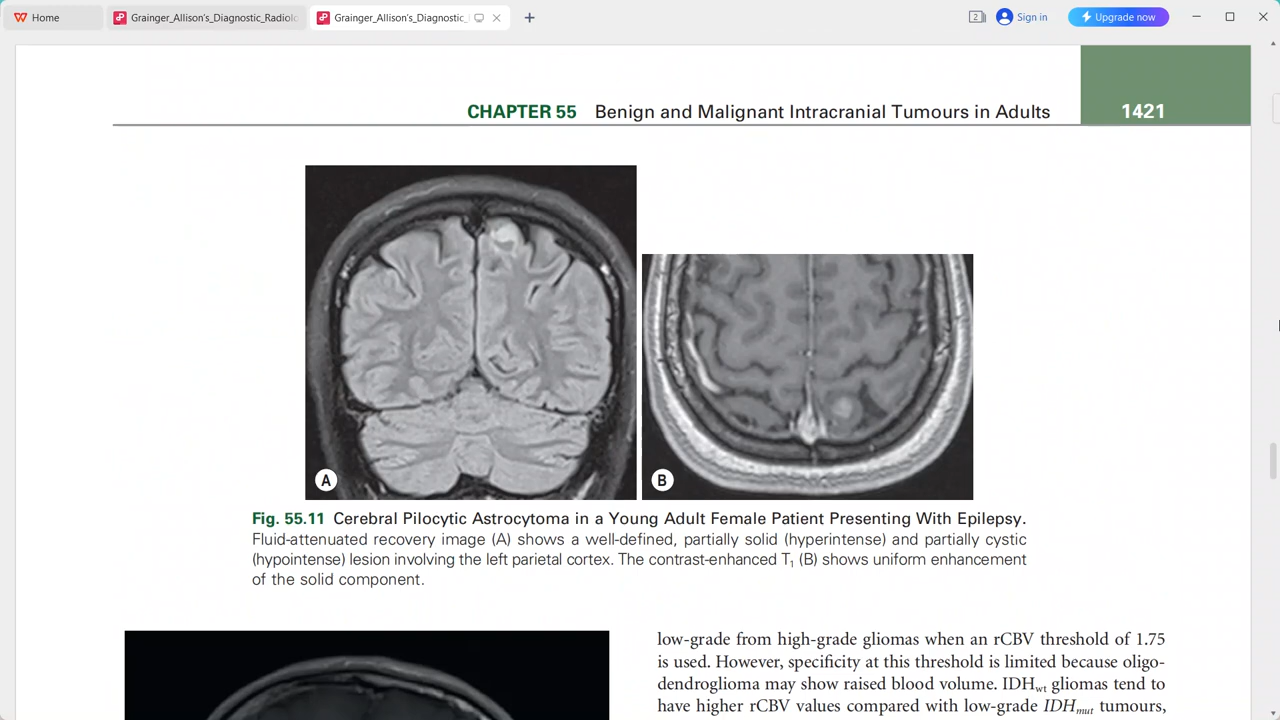 Home
Grainger_Allison's_Diagnostic_Radiolo
Grainger_Allison's_Diagnostic_
2
Sign in
Upgrade now
CHAPTER 55 Benign and Malignant Intracranial Tumours in Adults
1421
A
B
Fig. 55.11 Cerebral Pilocytic Astrocytoma in a Young Adult Female Patient Presenting With Epilepsy.
Fluid-attenuated recovery image (A) shows a well-defined, partially solid (hyperintense) and partially cystic
(hypointense) lesion involving the left parietal cortex. The contrast-enhanced T₁ (B) shows uniform enhancement
of the solid component.
low-grade from high-grade gliomas when an rCBV threshold of 1.75
is used. However, specificity at this threshold is limited because oligo-
dendroglioma may show raised blood volume. IDHwt gliomas tend to
have higher rCBV values compared with low-grade IDHmut tumours,